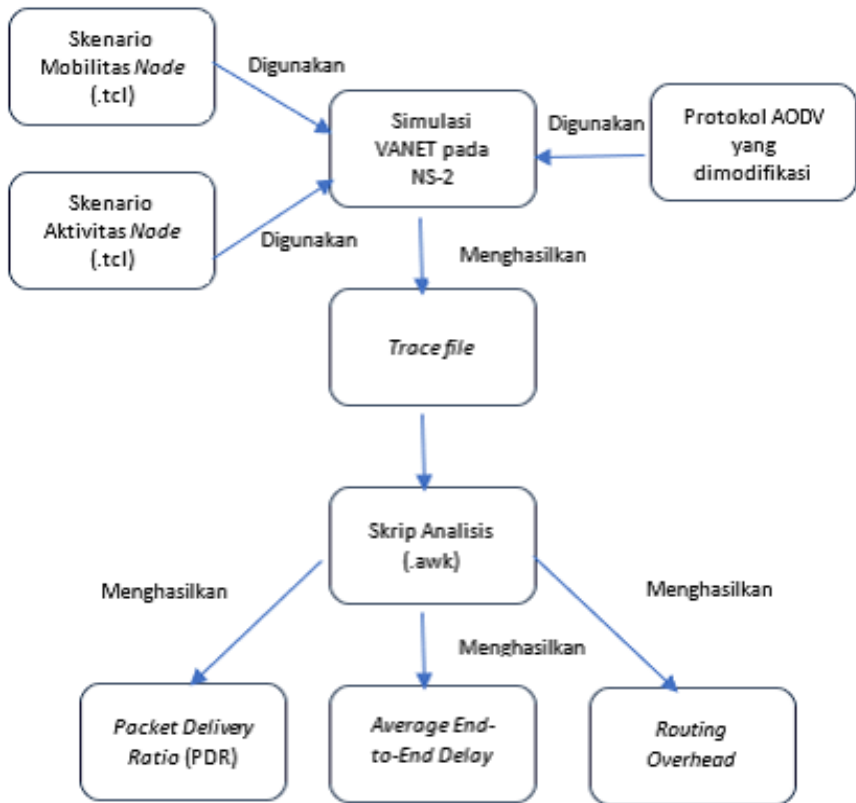 Skenario
Mobilitas Node
(.tcl)
Digunakan
Simulasi
VANET pada
NS-2
Digunakan
Protokol AODV
yang
dimodifikasi
Skenario
Aktivitas Node
(.tcl)
Digunakan
Menghasilkan
Trace file
Skrip Analisis
(.awk)
Menghasilkan
Menghasilkan
Menghasilkan
Packet Delivery
Ratio (PDR)
Average End-
to-End Delay
Routing
Overhead